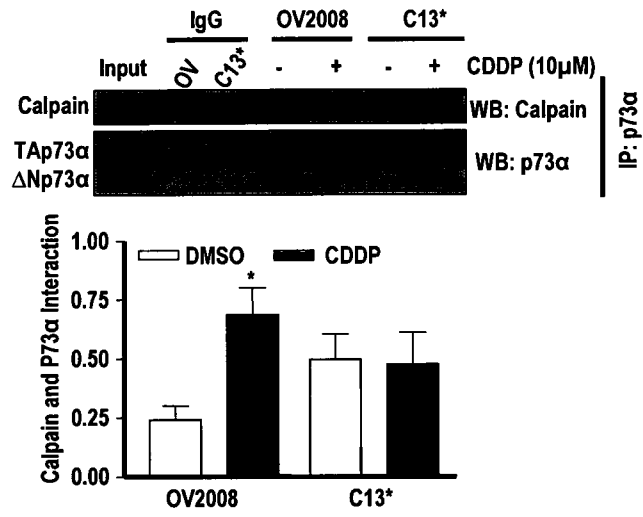 IgG OV2008 C13*
Input OV C13* - + - + CDDP (10µM)
Calpain WB: Calpain
TAp73α
ΔNp73α WB: p73α
IP: p73α
1.00
0.75
0.50
0.25
0.00
Calpain and P73α Interaction
DMSO CDDP
*
OV2008 C13*